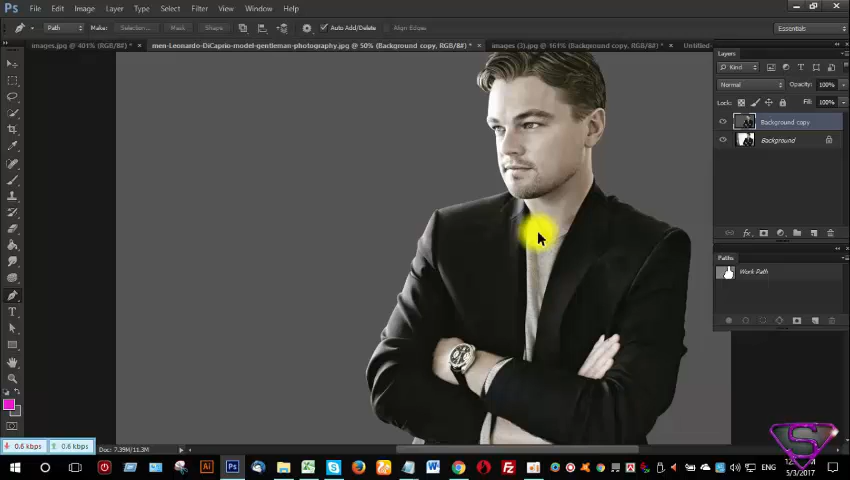 Ps File Edit Image Layer Type Select Filter View Window Help
Path Make: Selection... Mask Shape Auto Add/Delete Align Edges Essentials
images.jpg @ 401% (RGB/8#) * × men-Leonardo-DiCaprio-model-gentleman-photography.jpg @ 50% (Background copy, RGB/8#) * × images (3).jpg @ 161% (Background copy, RGB/8#) * × Untitled-
Layers
Kind
Normal Opacity: 100%
Lock: Fill: 100%
Background copy
Background
fx
Paths
Work Path
0.6 kbps 0.6 kbps
Doc: 7.39M/11.3M
S
Ai Ps ENG
5/3/2017